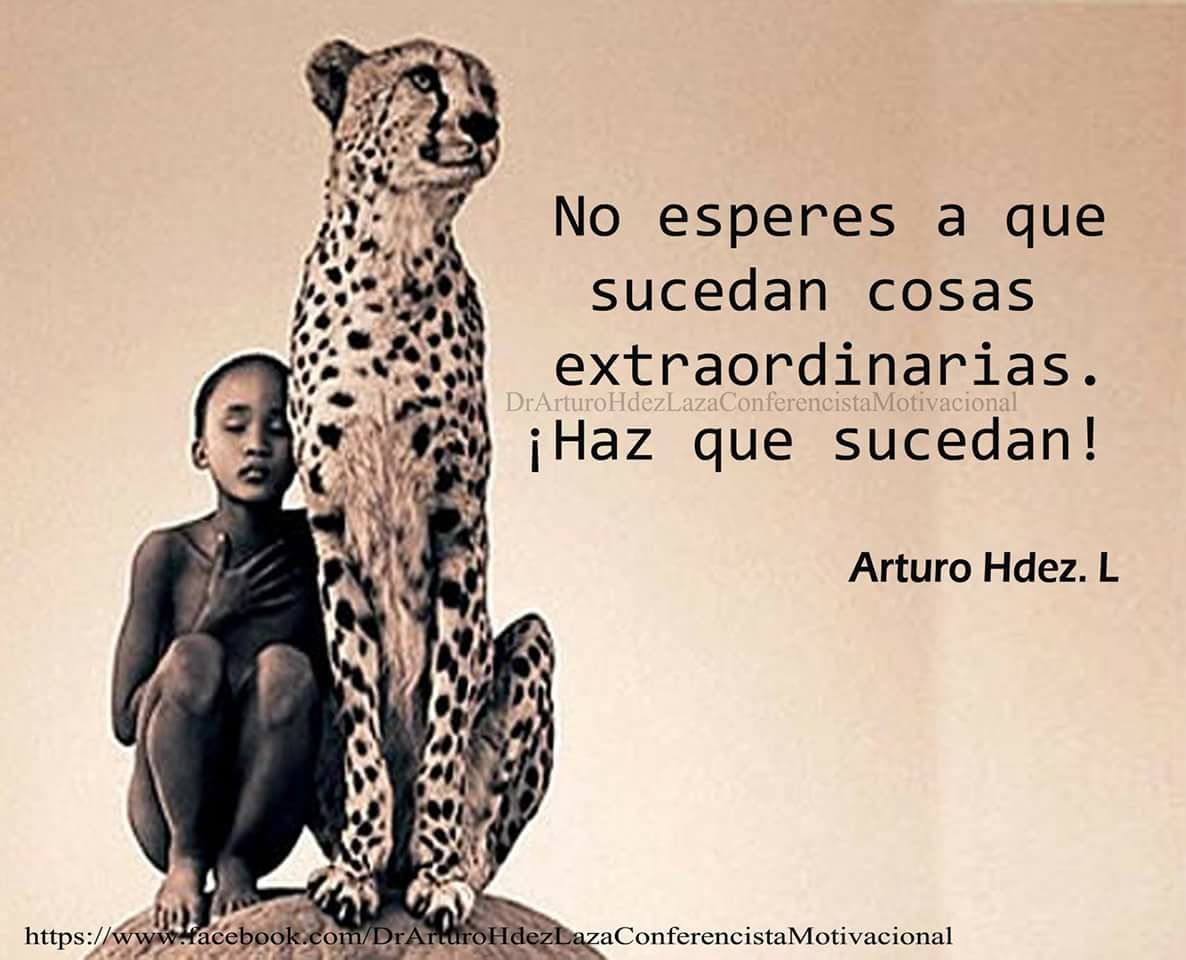 No esperes a que
sucedan cosas
extraordinarias.
DrArturoHdezLazaConferencistaMotivacional
¡Haz que sucedan!
Arturo Hdez. L
https://www.facebook.com/DrArturoHdezLazaConferencistaMotivacional